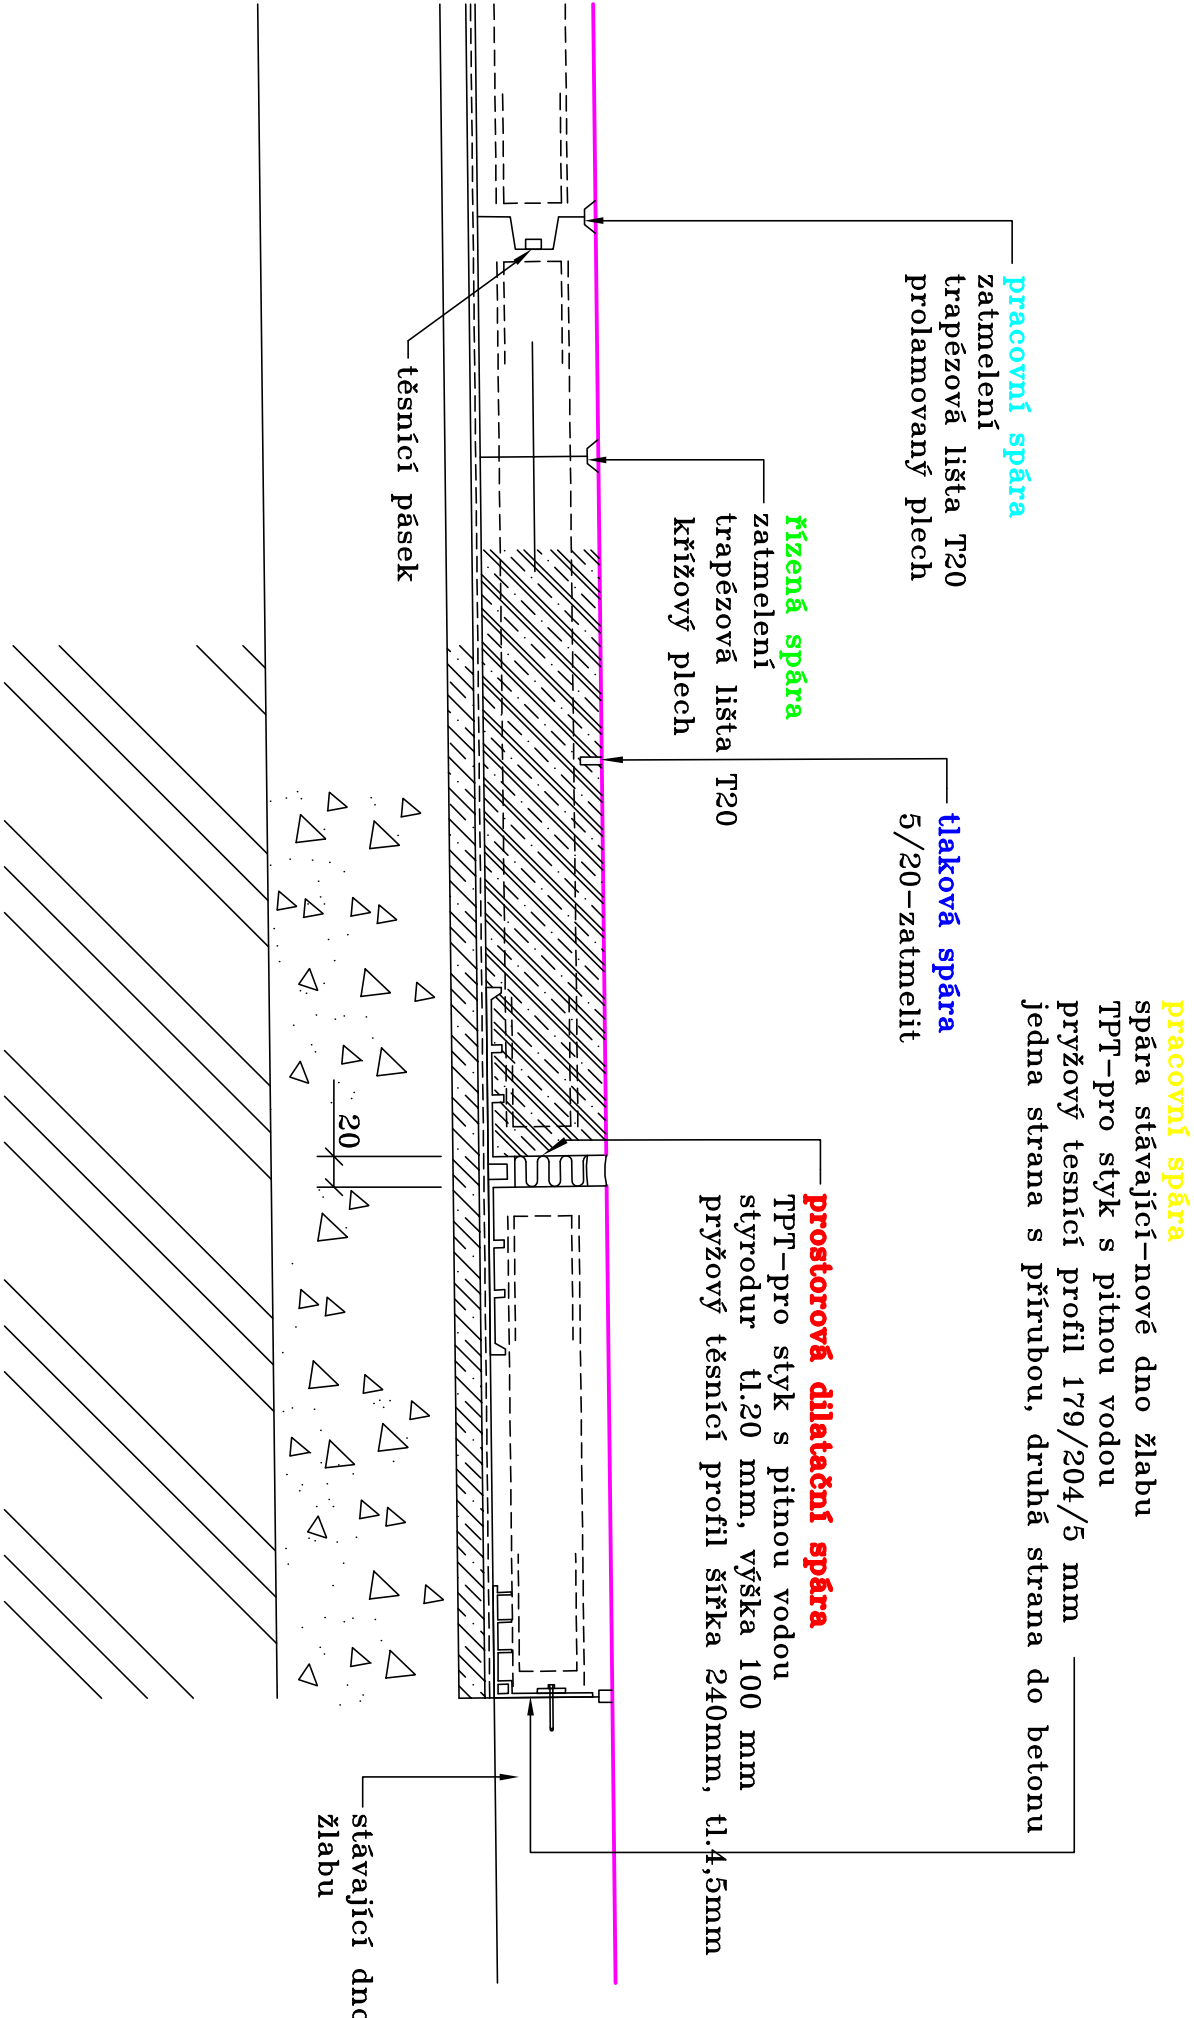 pracovní spára
zatmelení
trapézová lišta T20
prolamovaný plech
těsnící pásek
řízená spára
zatmelení
trapézová lišta T20
křížový plech
tlaková spára
5/20-zatmelit
pracovní spára
spára stávající-nové dno žlabu
TPT-pro styk s pitnou vodou
pryžový tesnící profil 179/204/5 mm
jedna strana s přírubou, druhá strana do betonu
20
prostorová dilatační spára
TPT-pro styk s pitnou vodou
styrodur tl.20 mm, výška 100 mm
pryžový těsnící profil šířka 240mm, tl.4,5mm
stávající dno
žlabu